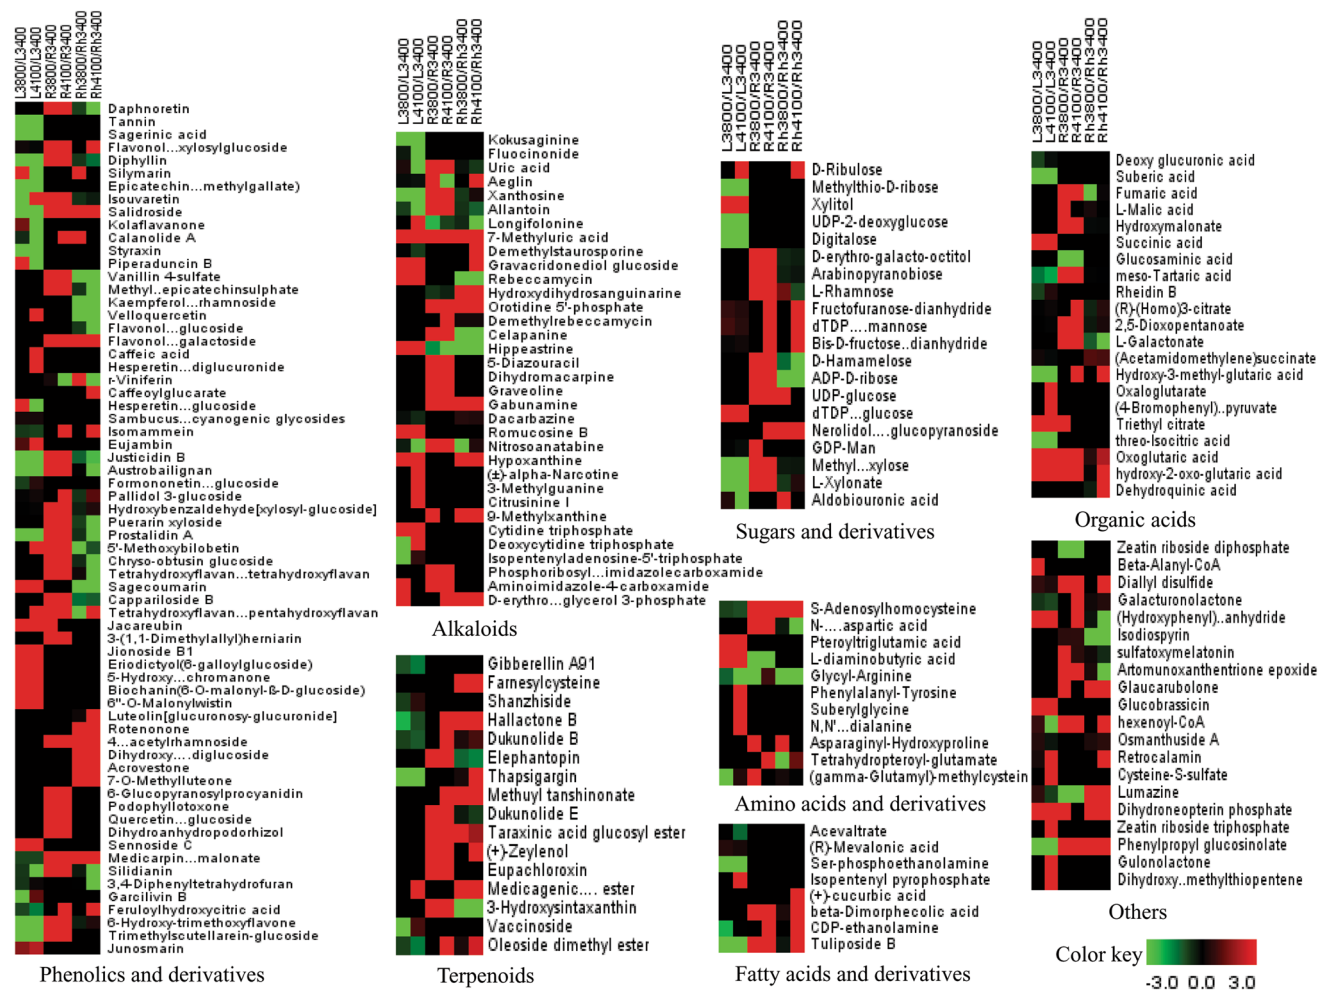 L3800/L3400
L4100/L3400
R3800/R3400
R4100/R3400
Rh3800/Rh3400
Rh4100/Rh3400
Daphnoretin
Tannin
Sagerinic acid
Flavonol...xylosylglucoside
Diphyllin
Silymarin
Epicatechin...methylgallate)
Isouvaretin
Salidroside
Kolaflavanone
Calanolide A
Styraxin
Piperaduncin B
Vanillin 4-sulfate
Methyl..epicatechinsulphate
Kaempferol...rhamnoside
Velloquercetin
Flavonol...glucoside
Flavonol...galactoside
Caffeic acid
Hesperetin...diglucuronide
r-Viniferin
Caffeoylglucarate
Hesperetin...glucoside
Sambucus...cyanogenic glycosides
Isomammein
Eujambin
Justicidin B
Austrobailignan
Formononetin...glucoside
Pallidol 3-glucoside
Hydroxybenzaldehyde[xylosyl-glucoside]
Puerarin xyloside
Prostalidin A
5'-Methoxybilobetin
Chryso-obtusin glucoside
Tetrahydroxyflavan...tetrahydroxyflavan
Sagecoumarin
Cappariloside B
Tetrahydroxyflavan...pentahydroxyflavan
Jacareubin
3-(1,1-Dimethylallyl)herniarin
Jionoside B1
Eriodictyol(6-galloylglucoside)
5-Hydroxy...chromanone
Biochanin(6-O-malonyl-ß-D-glucoside)
6"-O-Malonylwistin
Luteolin[glucuronosy-glucuronide]
Rotenonone
4...acetylrhamnoside
Dihydroxy....diglucoside
Acrovestone
7-O-Methylluteone
6-Glucopyranosylprocyanidin
Podophyllotoxone
Quercetin...glucoside
Dihydroanhydropodorhizol
Sennoside C
Medicarpin...malonate
Silidianin
3,4-Diphenyltetrahydrofuran
Garcilivin B
Feruloylhydroxycitric acid
6-Hydroxy-trimethoxyflavone
Trimethylscutellarein-glucoside
Junosmarin
Phenolics and derivatives
L3800/L3400
L4100/L3400
R3800/R3400
R4100/R3400
Rh3800/Rh3400
Rh4100/Rh3400
Kokusaginine
Fluocinonide
Uric acid
Aeglin
Xanthosine
Allantoin
Longifolonine
7-Methyluric acid
Demethylstaurosporine
Gravacridonediol glucoside
Rebeccamycin
Hydroxydihydrosanguinarine
Orotidine 5'-phosphate
Demethylrebeccamycin
Celapanine
Hippeastrine
5-Diazouracil
Dihydromacarpine
Graveoline
Gabunamine
Dacarbazine
Romucosine B
Nitrosoanatabine
Hypoxanthine
(±)-alpha-Narcotine
3-Methylguanine
Citrusinine I
9-Methylxanthine
Cytidine triphosphate
Deoxycytidine triphosphate
Isopentenyladenosine-5'-triphosphate
Phosphoribosyl...imidazolecarboxamide
Aminoimidazole-4-carboxamide
D-erythro...glycerol 3-phosphate
Alkaloids
Gibberellin A91
Farnesylcysteine
Shanzhiside
Hallactone B
Dukunolide B
Elephantopin
Thapsigargin
Methuyl tanshinonate
Dukunolide E
Taraxinic acid glucosyl ester
(+)-Zeylenol
Eupachloroxin
Medicagenic.... ester
3-Hydroxysintaxanthin
Vaccinoside
Oleoside dimethyl ester
Terpenoids
L3800/L3400
L4100/L3400
R3800/R3400
R4100/R3400
Rh3800/Rh3400
Rh4100/Rh3400
D-Ribulose
Methylthio-D-ribose
Xylitol
UDP-2-deoxyglucose
Digitalose
D-erythro-galacto-octitol
Arabinopyranobiose
L-Rhamnose
Fructofuranose-dianhydride
dTDP....mannose
Bis-D-fructose..dianhydride
D-Hamamelose
ADP-D-ribose
UDP-glucose
dTDP...glucose
Nerolidol....glucopyranoside
GDP-Man
Methyl...xylose
L-Xylonate
Aldobiouronic acid
Sugars and derivatives
S-Adenosylhomocysteine
N-....aspartic acid
Pteroyltriglutamic acid
L-diaminobutyric acid
Glycyl-Arginine
Phenylalanyl-Tyrosine
Suberylglycine
N,N'...dialanine
Asparaginyl-Hydroxyproline
Tetrahydropteroyl-glutamate
(gamma-Glutamyl)-methylcystein
Amino acids and derivatives
Acevaltrate
(R)-Mevalonic acid
Ser-phosphoethanolamine
Isopentenyl pyrophosphate
(+)-cucurbic acid
beta-Dimorphecolic acid
CDP-ethanolamine
Tuliposide B
Fatty acids and derivatives
L3800/L3400
L4100/L3400
R3800/R3400
R4100/R3400
Rh3800/Rh3400
Rh4100/Rh3400
Deoxy glucuronic acid
Suberic acid
Fumaric acid
L-Malic acid
Hydroxymalonate
Succinic acid
Glucosaminic acid
meso-Tartaric acid
Rheidin B
(R)-(Homo)3-citrate
2,5-Dioxopentanoate
L-Galactonate
(Acetamidomethylene)succinate
Hydroxy-3-methyl-glutaric acid
Oxaloglutarate
(4-Bromophenyl)..pyruvate
Triethyl citrate
threo-Isocitric acid
Oxoglutaric acid
hydroxy-2-oxo-glutaric acid
Dehydroquinic acid
Organic acids
Zeatin riboside diphosphate
Beta-Alanyl-CoA
Diallyl disulfide
Galacturonolactone
(Hydroxyphenyl)..anhydride
Isodiospyrin
sulfatoxymelatonin
Artomunoxanthentrione epoxide
Glaucarubolone
Glucobrassicin
hexenoyl-CoA
Osmanthuside A
Retrocalamin
Cysteine-S-sulfate
Lumazine
Dihydroneopterin phosphate
Zeatin riboside triphosphate
Phenylpropyl glucosinolate
Gulonolactone
Dihydroxy..methylthiopentene
Others
Color key
-3.0 0.0 3.0